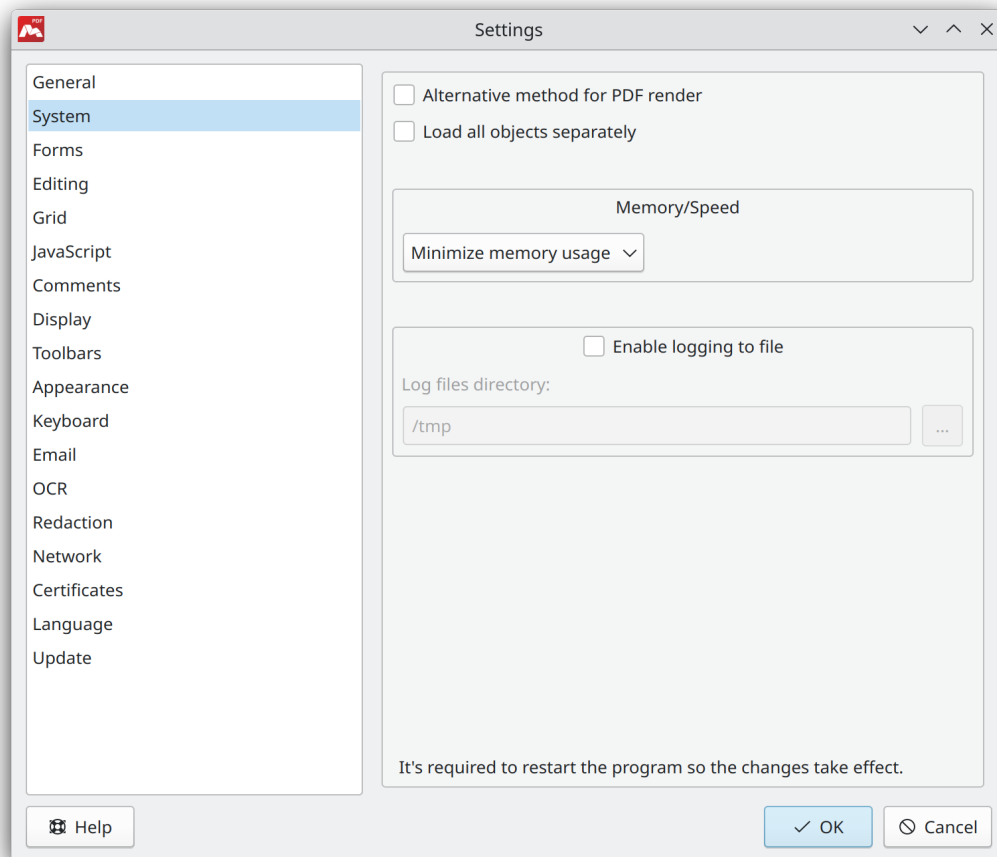 PDF
Settings
General
System
Forms
Editing
Grid
JavaScript
Comments
Display
Toolbars
Appearance
Keyboard
Email
OCR
Redaction
Network
Certificates
Language
Update
Alternative method for PDF render
Load all objects separately
Memory/Speed
Minimize memory usage
Enable logging to file
Log files directory:
/tmp
...
It's required to restart the program so the changes take effect.
Help
OK
Cancel